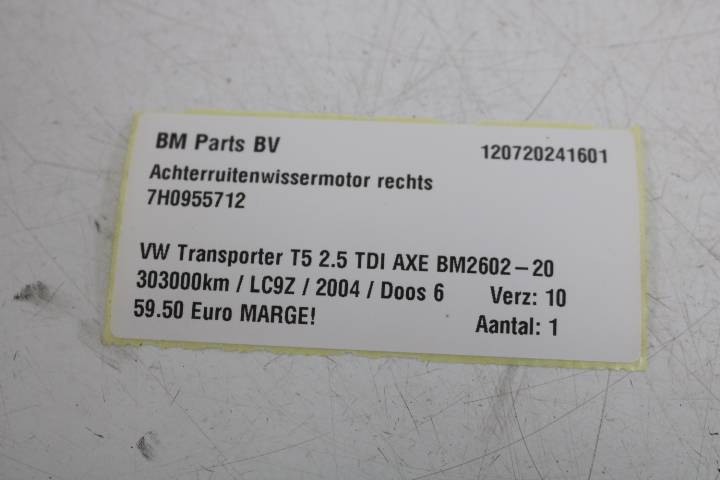 BM Parts BV 120720241601
Achterruitenwissermotor rechts
7H0955712
VW Transporter T5 2.5 TDI AXE BM2602-20
303000km / LC9Z / 2004 / Doos 6 Verz: 10
59.50 Euro MARGE! Aantal: 1